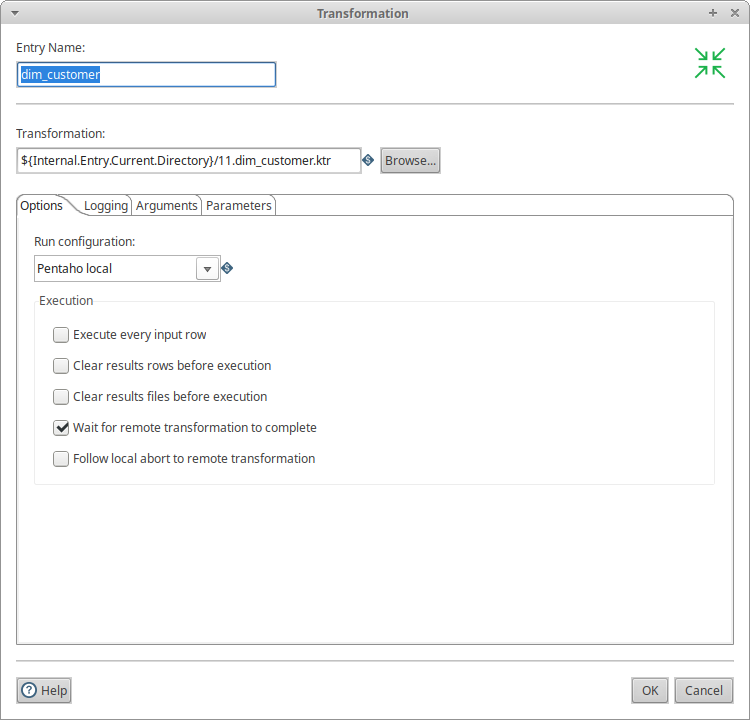 Transformation
Entry Name:
dim_customer
Transformation:
${Internal.Entry.Current.Directory}/11.dim_customer.ktr
Browse...
Options Logging Arguments Parameters
Run configuration:
Pentaho local
Execution
Execute every input row
Clear results rows before execution
Clear results files before execution
Wait for remote transformation to complete
Follow local abort to remote transformation
Help OK Cancel